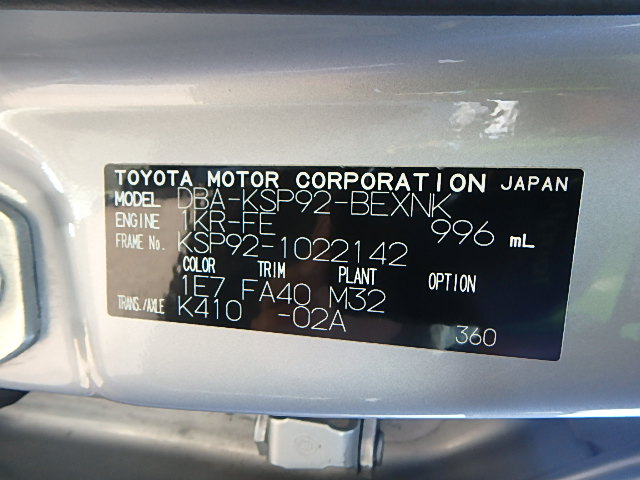 TOYOTA MOTOR CORPORATION JAPAN
MODEL DBA-KSP92-BEXNK
ENGINE 1KR-FE 996 mL
FRAME No. KSP92-1022142
COLOR TRIM PLANT OPTION
1E7 FA40 M32
TRANS./AXLE K410 -02A 360